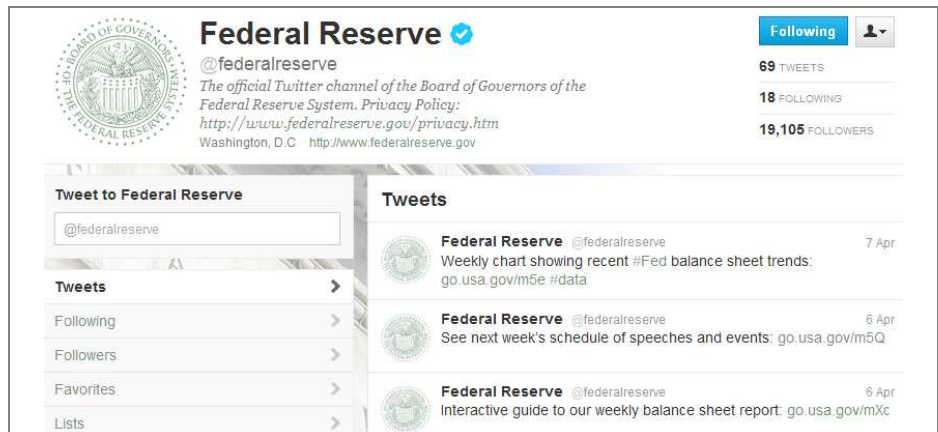 BOARD OF GOVERNORS OF THE FEDERAL RESERVE SYSTEM
Federal Reserve
@federalreserve
The official Twitter channel of the Board of Governors of the
Federal Reserve System. Privacy Policy:
http://www.federalreserve.gov/privacy.htm
Washington, D.C · http://www.federalreserve.gov
Following
69 TWEETS
18 FOLLOWING
19,105 FOLLOWERS
Tweet to Federal Reserve
@federalreserve
Tweets
Following
Followers
Favorites
Lists
Tweets
Federal Reserve @federalreserve 7 Apr
Weekly chart showing recent #Fed balance sheet trends:
go.usa.gov/m5e #data
Federal Reserve @federalreserve 6 Apr
See next week's schedule of speeches and events: go.usa.gov/m5Q
Federal Reserve @federalreserve 6 Apr
Interactive guide to our weekly balance sheet report: go.usa.gov/mXc